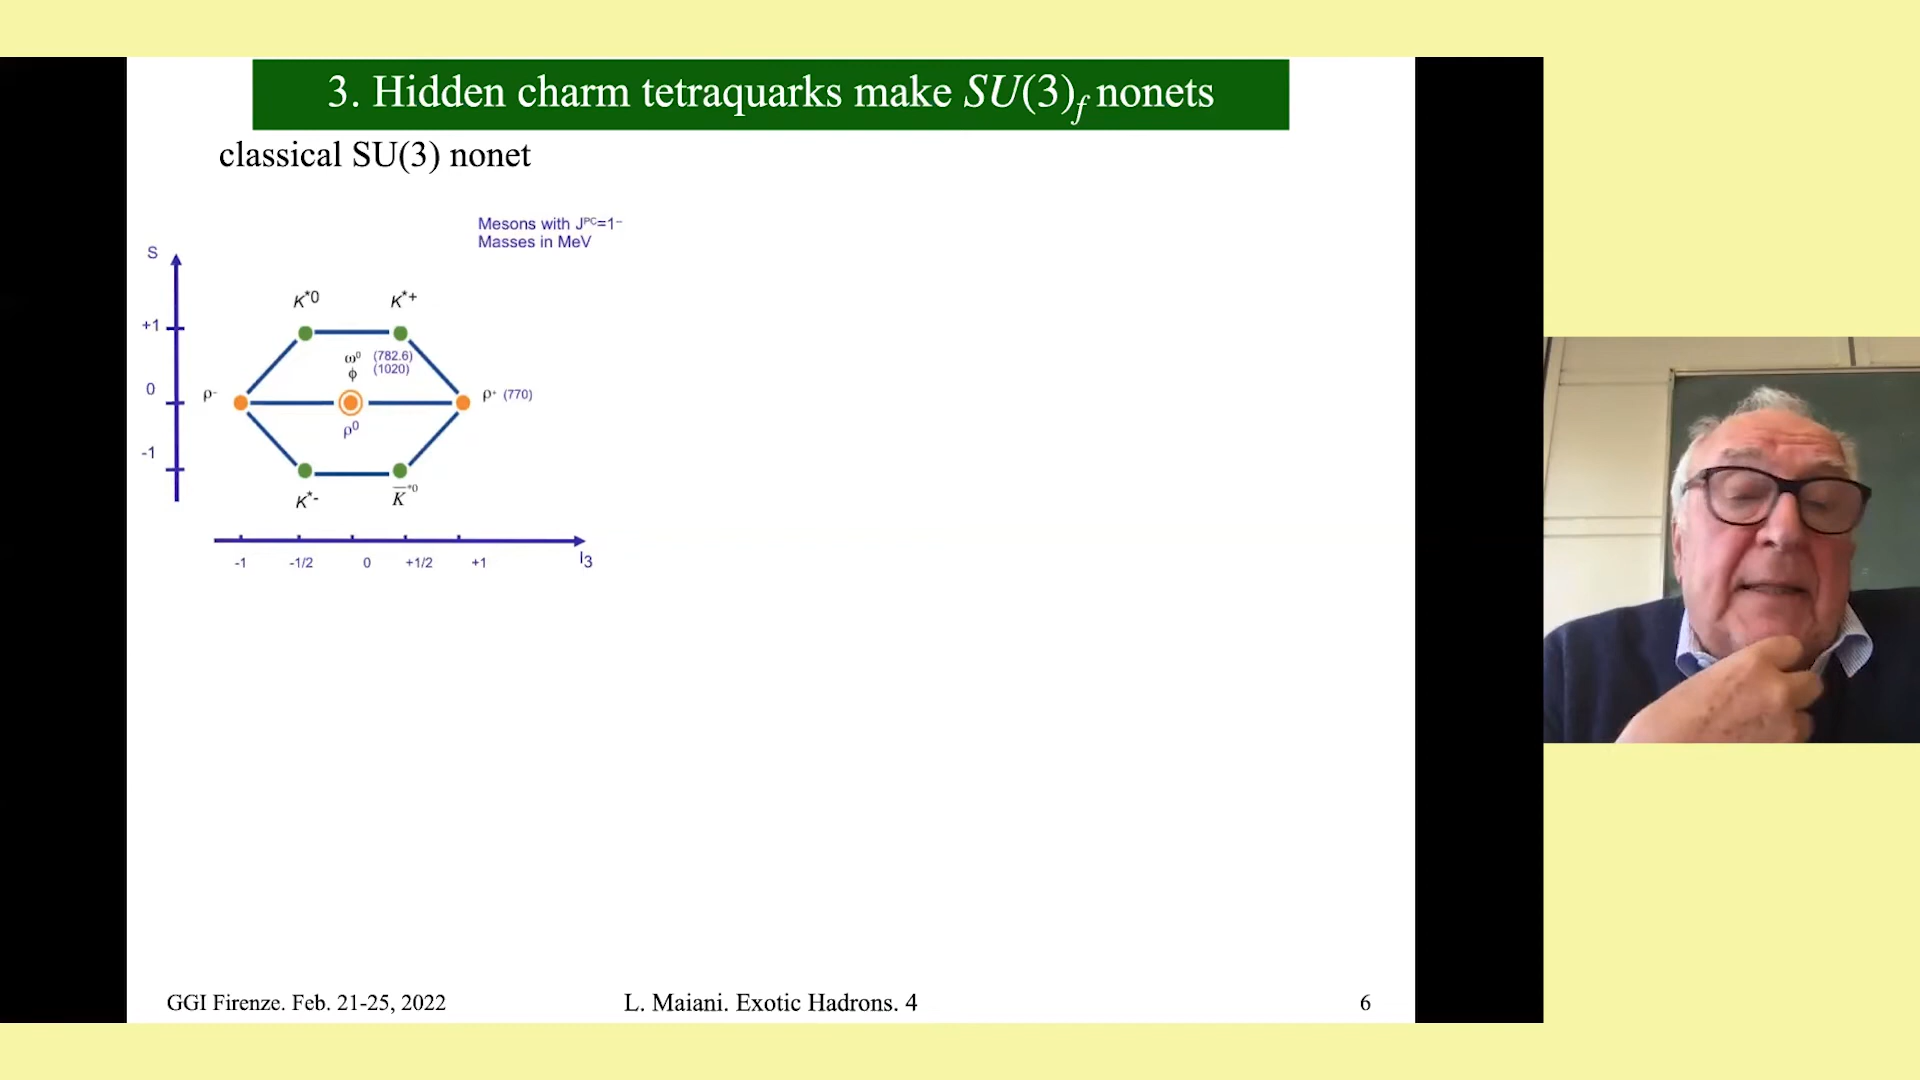 3. Hidden charm tetraquarks make SU(3)f nonets
classical SU(3) nonet
Mesons with Jᴾᶜ=1⁻
Masses in MeV
S
K*0 K*+
+1
ω⁰ (782.6)
ϕ (1020)
0
ρ⁻ ρ⁺ (770)
ρ⁰
-1
K*- K̅*⁰
-1 -1/2 0 +1/2 +1 I3
GGI Firenze. Feb. 21-25, 2022 L. Maiani. Exotic Hadrons. 4 6